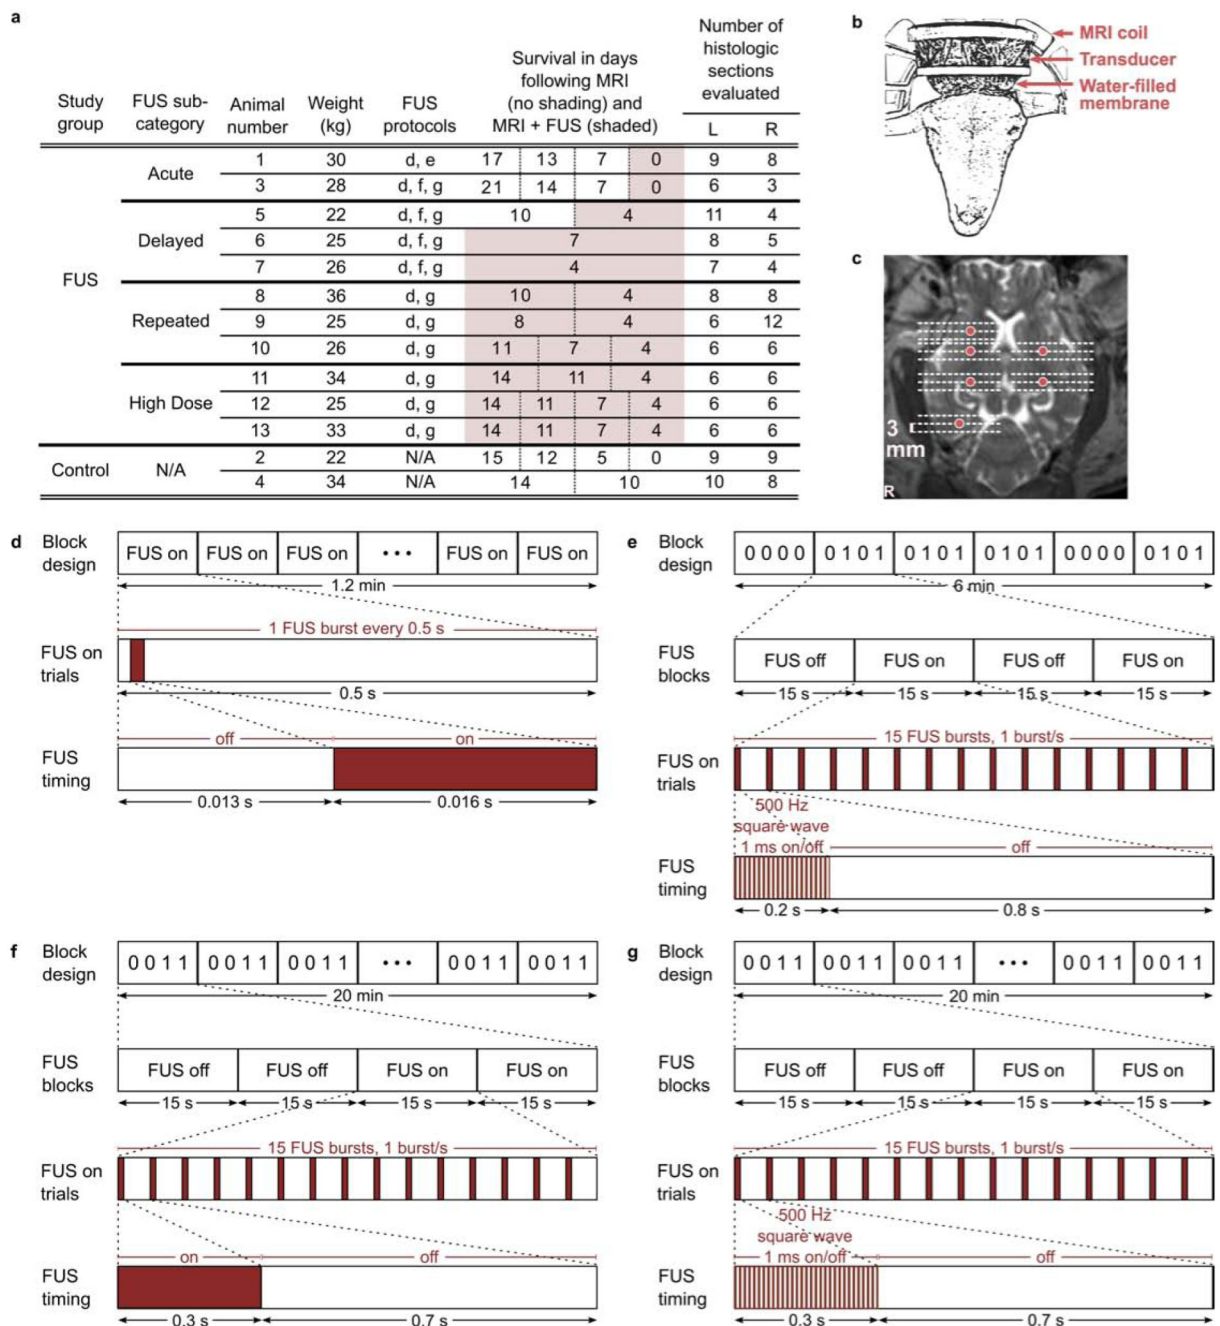 a
Study group
FUS sub-category
Animal number
Weight (kg)
FUS protocols
Survival in days following MRI (no shading) and MRI + FUS (shaded)
Number of histologic sections evaluated
L R
FUS
Acute
1 30 d, e 17 13 7 0 9 8
3 28 d, f, g 21 14 7 0 6 3
Delayed
5 22 d, f, g 10 4 11 4
6 25 d, f, g 7 8 5
7 26 d, f, g 4 7 4
Repeated
8 36 d, g 10 4 8 8
9 25 d, g 8 4 6 12
10 26 d, g 11 7 4 6 6
High Dose
11 34 d, g 14 11 4 6 6
12 25 d, g 14 11 7 4 6 6
13 33 d, g 14 11 7 4 6 6
Control
N/A
2 22 N/A 15 12 5 0 9 9
4 34 N/A 14 10 10 8
b
MRI coil
Transducer
Water-filled
membrane
c
3
mm
R
d
Block
design
FUS on FUS on FUS on ••• FUS on FUS on
1.2 min
1 FUS burst every 0.5 s
FUS on
trials
0.5 s
off on
FUS
timing
0.013 s 0.016 s
e
Block
design
0 0 0 0 0 1 0 1 0 1 0 1 0 1 0 1 0 0 0 0 0 1 0 1
6 min
FUS
blocks
FUS off FUS on FUS off FUS on
15 s 15 s 15 s 15 s
15 FUS bursts, 1 burst/s
FUS on
trials
500 Hz
square wave
1 ms on/off off
FUS
timing
0.2 s 0.8 s
f
Block
design
0 0 1 1 0 0 1 1 0 0 1 1 ••• 0 0 1 1 0 0 1 1
20 min
FUS
blocks
FUS off FUS off FUS on FUS on
15 s 15 s 15 s 15 s
15 FUS bursts, 1 burst/s
FUS on
trials
on off
FUS
timing
0.3 s 0.7 s
g
Block
design
0 0 1 1 0 0 1 1 0 0 1 1 ••• 0 0 1 1 0 0 1 1
20 min
FUS
blocks
FUS off FUS off FUS on FUS on
15 s 15 s 15 s 15 s
15 FUS bursts, 1 burst/s
FUS on
trials
500 Hz
square wave
1 ms on/off off
FUS
timing
0.3 s 0.7 s